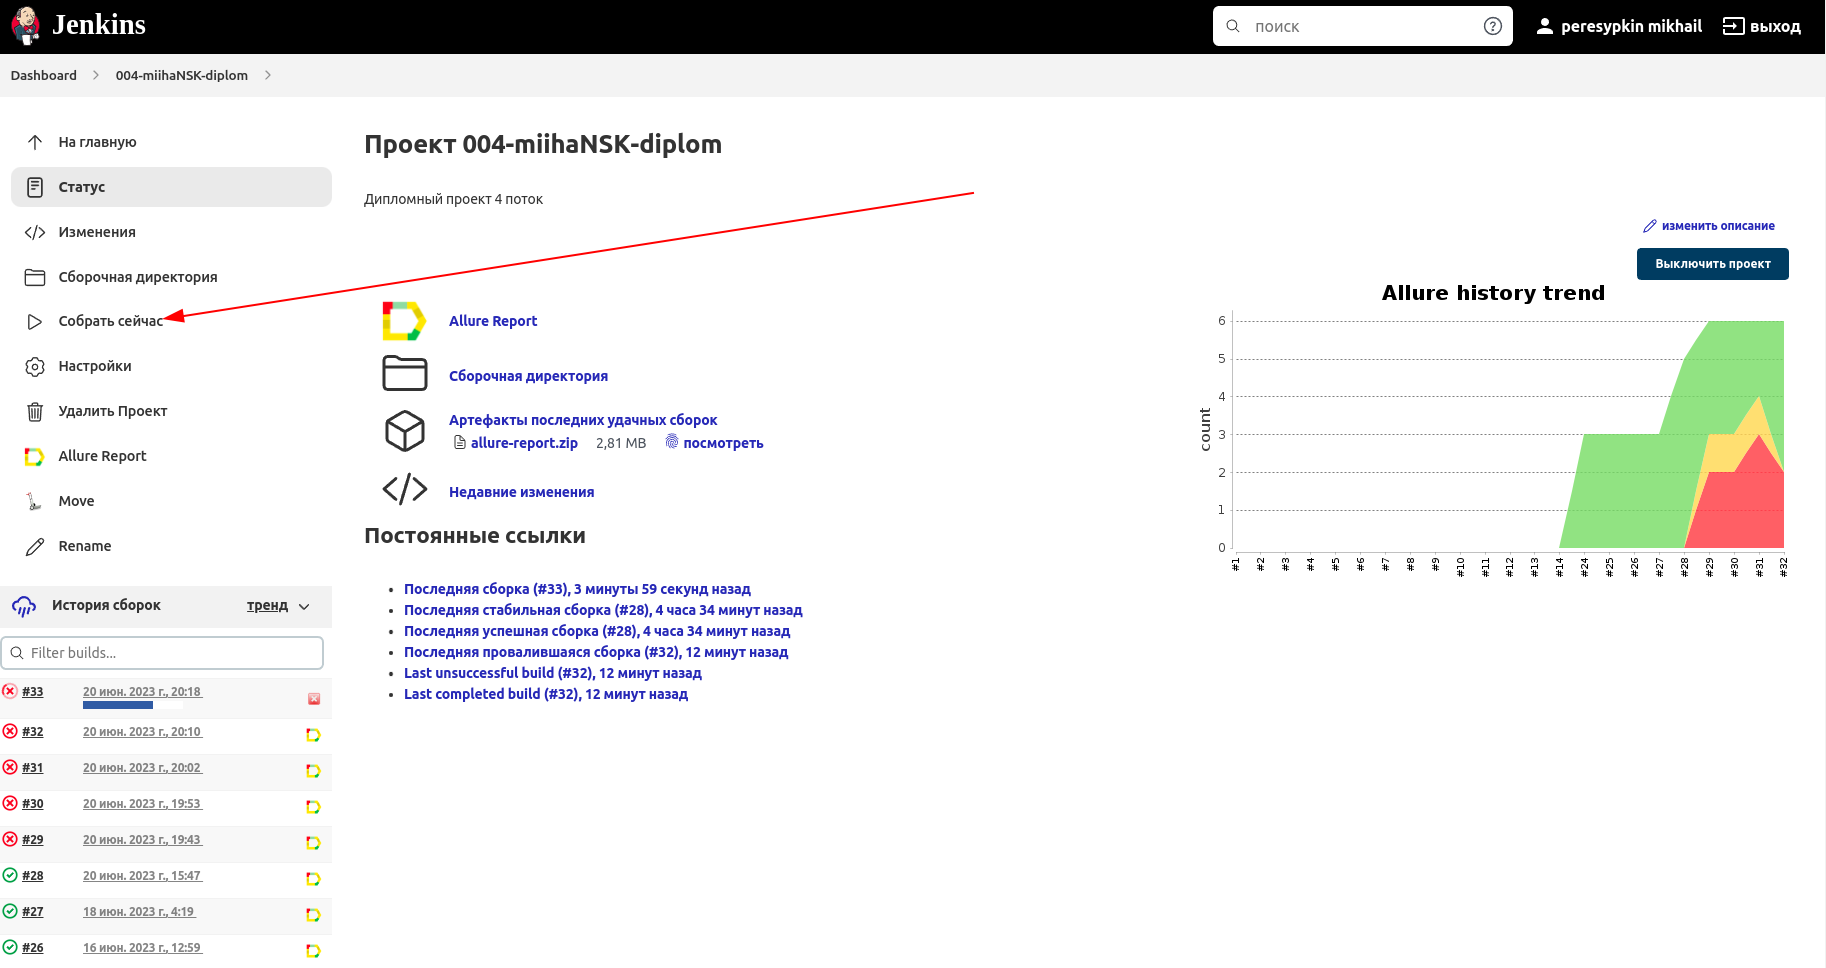 Jenkins
поиск
peresypkin mikhail
выход
Dashboard
004-miihaNSK-diplom
На главную
Статус
Изменения
Сборочная директория
Собрать сейчас
Настройки
Удалить Проект
Allure Report
Move
Rename
История сборок
тренд
Filter builds...
#33 20 июн. 2023 г., 20:18
#32 20 июн. 2023 г., 20:10
#31 20 июн. 2023 г., 20:02
#30 20 июн. 2023 г., 19:53
#29 20 июн. 2023 г., 19:43
#28 20 июн. 2023 г., 15:47
#27 18 июн. 2023 г., 4:19
#26 16 июн. 2023 г., 12:59
Проект 004-miihaNSK-diplom
Дипломный проект 4 поток
Allure Report
Сборочная директория
Артефакты последних удачных сборок
allure-report.zip 2,81 MB посмотреть
Недавние изменения
Постоянные ссылки
Последняя сборка (#33), 3 минуты 59 секунд назад
Последняя стабильная сборка (#28), 4 часа 34 минут назад
Последняя успешная сборка (#28), 4 часа 34 минут назад
Последняя провалившаяся сборка (#32), 12 минут назад
Last unsuccessful build (#32), 12 минут назад
Last completed build (#32), 12 минут назад
изменить описание
Выключить проект
Allure history trend
count
6
5
4
3
2
1
0
#1 #2 #3 #4 #5 #6 #7 #8 #9 #10 #11 #12 #13 #14 #24 #25 #26 #27 #28 #29 #30 #31 #32